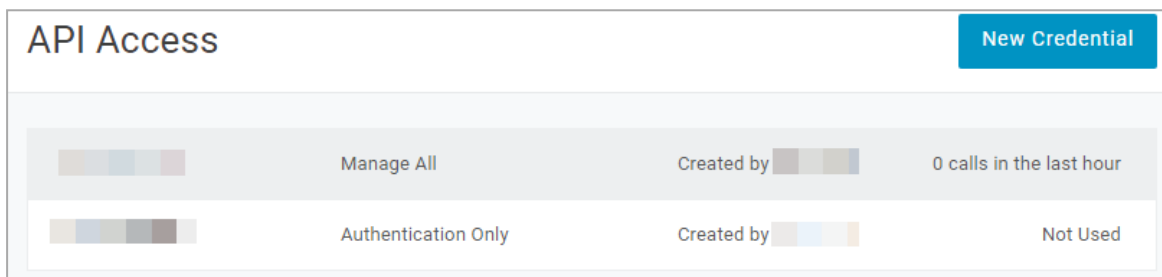 API Access
New Credential
Manage All Created by 0 calls in the last hour
Authentication Only Created by Not Used